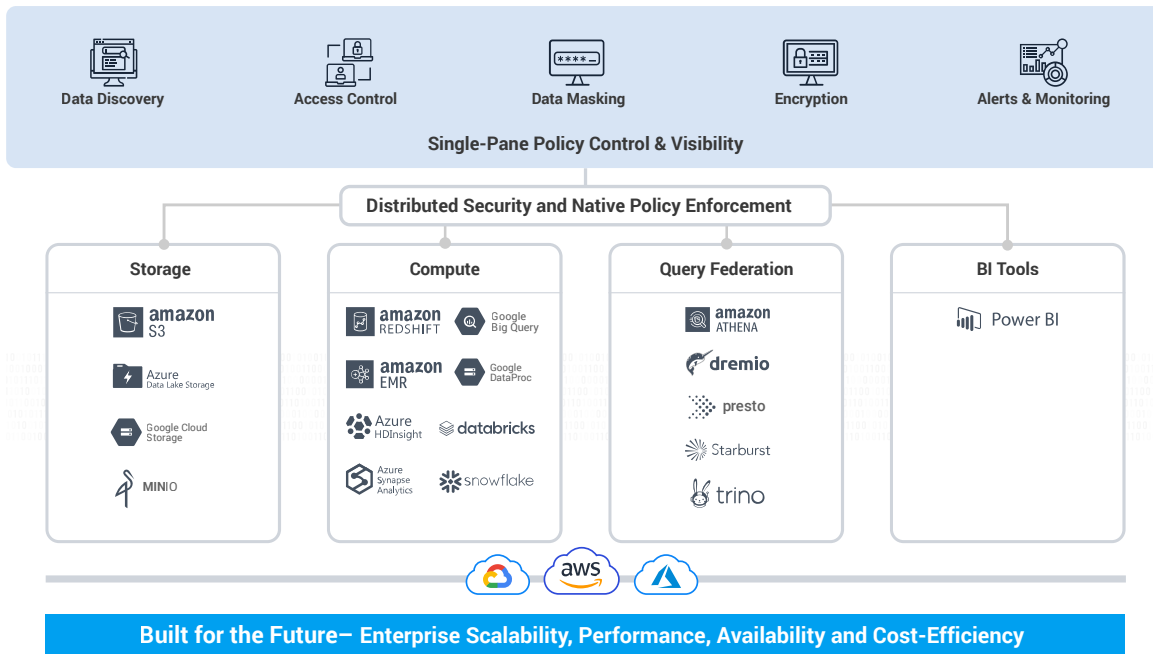 ****_
Data Discovery
Access Control
Data Masking
Encryption
Alerts & Monitoring
Single-Pane Policy Control & Visibility
Distributed Security and Native Policy Enforcement
Storage
amazon
S3
Azure
Data Lake Storage
Google Cloud
Storage
MINIO
Compute
amazon
REDSHIFT
Google
Big Query
amazon
EMR
Google
DataProc
Azure
HDInsight
databricks
Azure
Synapse
Analytics
snowflake
Query Federation
amazon
ATHENA
dremio
presto
Starburst
trino
BI Tools
Power BI
aws
Built for the Future– Enterprise Scalability, Performance, Availability and Cost-Efficiency